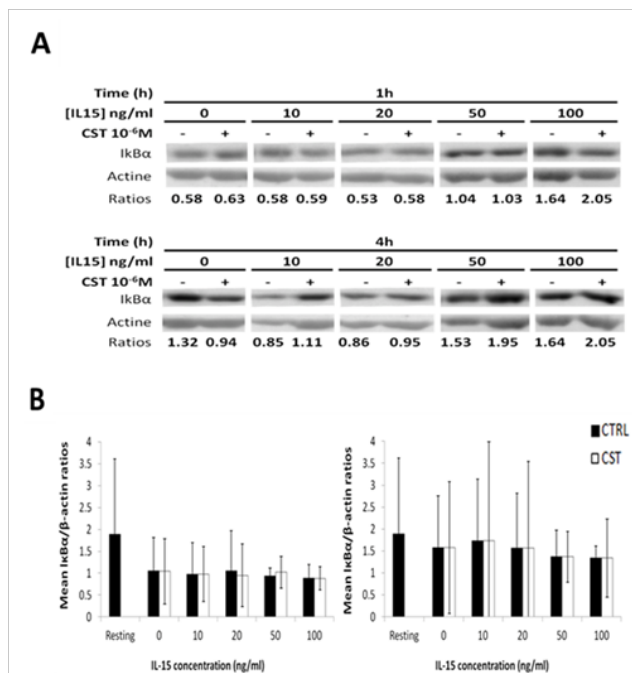 A
Time (h) 1h
[IL15] ng/ml 0 10 20 50 100
CST 10⁻⁶M - + - + - + - + - +
IkBα
Actine
Ratios 0.58 0.63 0.58 0.59 0.53 0.58 1.04 1.03 1.64 2.05
Time (h) 4h
[IL15] ng/ml 0 10 20 50 100
CST 10⁻⁶M - + - + - + - + - +
IkBα
Actine
Ratios 1.32 0.94 0.85 1.11 0.86 0.95 1.53 1.95 1.64 2.05
B
Mean IκBα/β-actin ratios
4
3.5
3
2.5
2
1.5
1
0.5
0
Resting 0 10 20 50 100
IL-15 concentration (ng/ml)
Mean IκBα/β-actin ratios
4
3.5
3
2.5
2
1.5
1
0.5
0
Resting 0 10 20 50 100
IL-15 concentration (ng/ml)
CTRL
CST